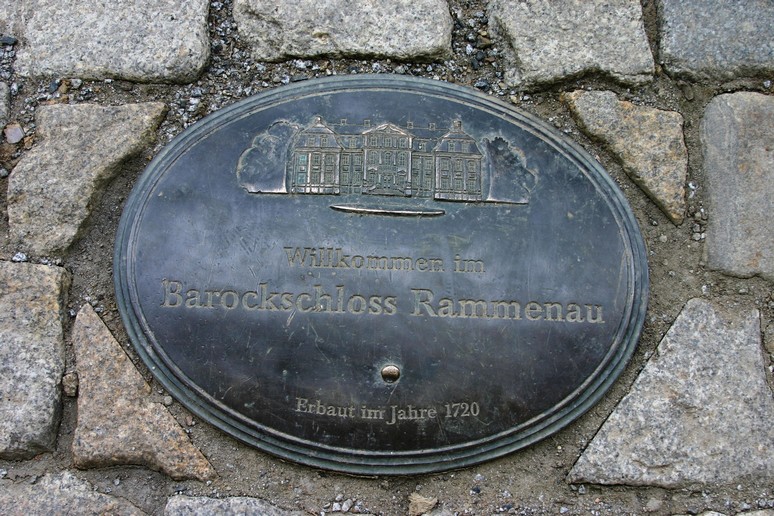 Willkommen im
Barockschloss Rammenau
Erbaut im Jahre 1720